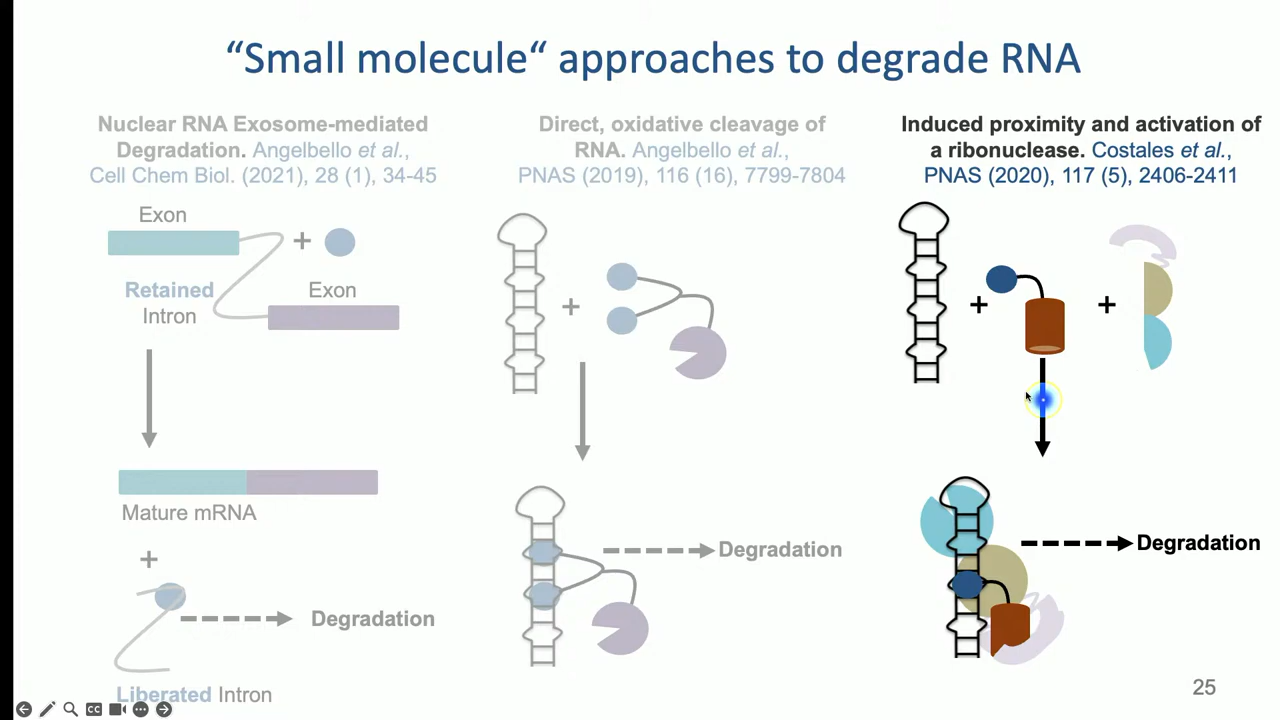 “Small molecule“ approaches to degrade RNA
Nuclear RNA Exosome-mediated
Degradation. Angelbello et al.,
Cell Chem Biol. (2021), 28 (1), 34-45
Exon
+
Retained
Intron
Exon
Mature mRNA
+
Degradation
Liberated Intron
Direct, oxidative cleavage of
RNA. Angelbello et al.,
PNAS (2019), 116 (16), 7799-7804
+
Degradation
Induced proximity and activation of
a ribonuclease. Costales et al.,
PNAS (2020), 117 (5), 2406-2411
+
+
Degradation
25
CC